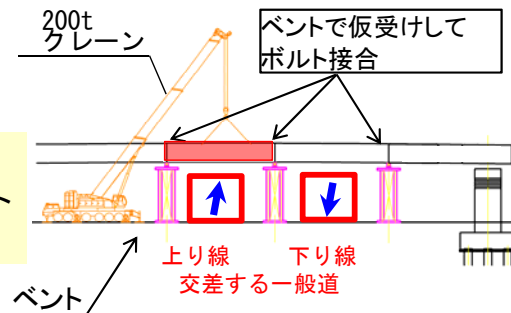 200t
クレーン
ベントで仮受けして
ボルト接合
ト
上り線
下り線
交差する一般道
ベント